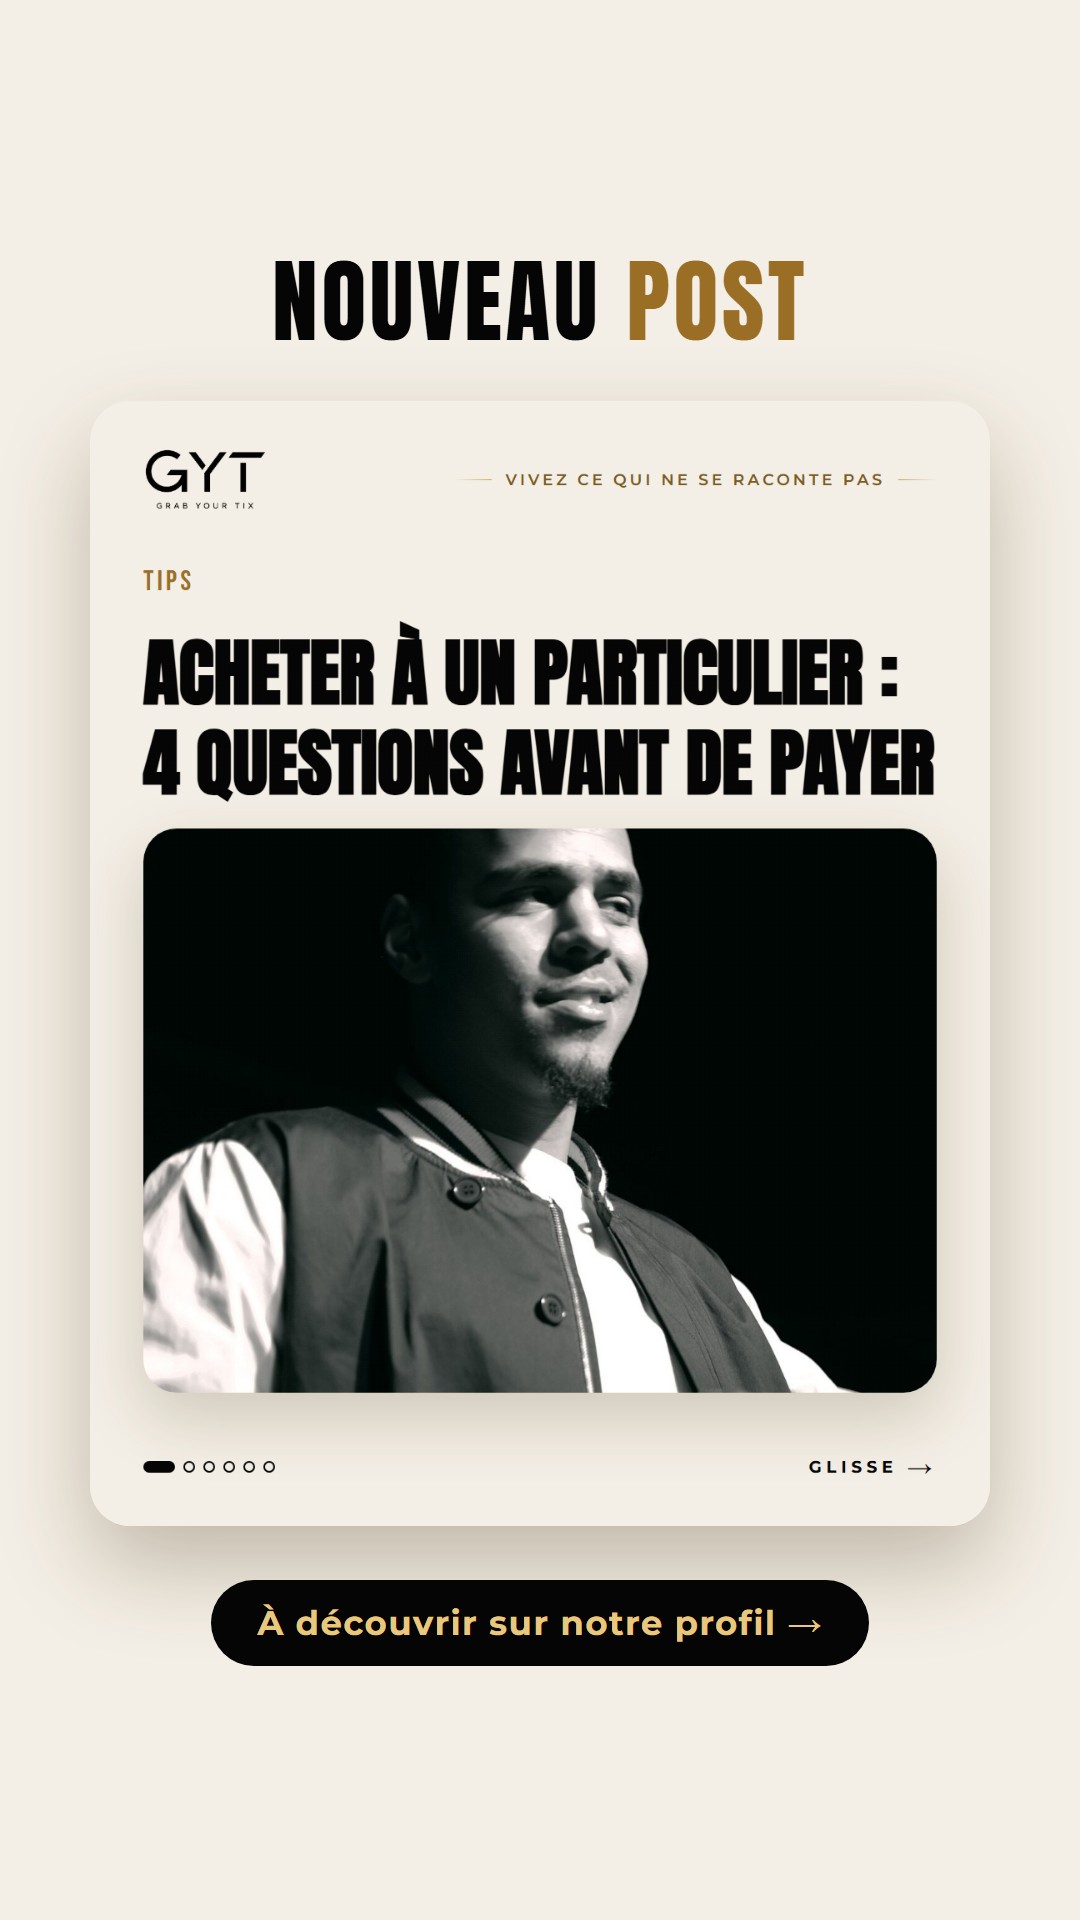 NOUVEAU POST
GYT
GRAB YOUR TIX
VIVEZ CE QUI NE SE RACONTE PAS
TIPS
ACHETER À UN PARTICULIER :
4 QUESTIONS AVANT DE PAYER
GLISSE →
À découvrir sur notre profil →